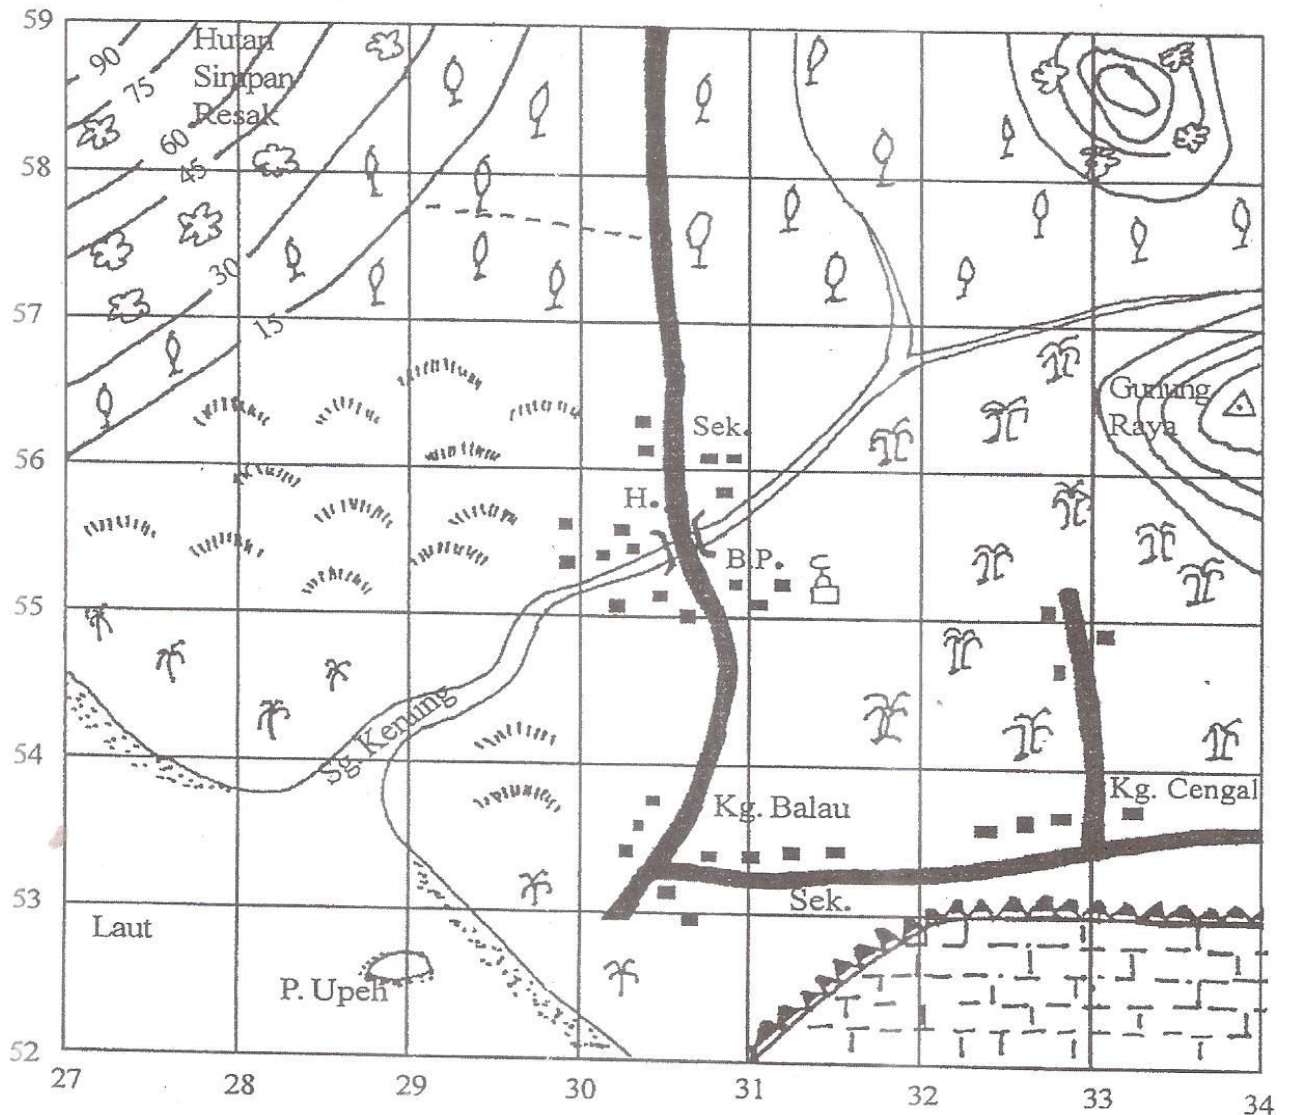 59
90
75
Hutan
Simpan
Resak
60
45
58
30
15
57
Gunung
Raya
Sek.
56
H.
B.P.
55
Sg. Kenaing
54
Kg. Cengal
Kg. Balau
Sek.
53
Laut
P. Upeh
52
27
28
29
30
31
32
33
34